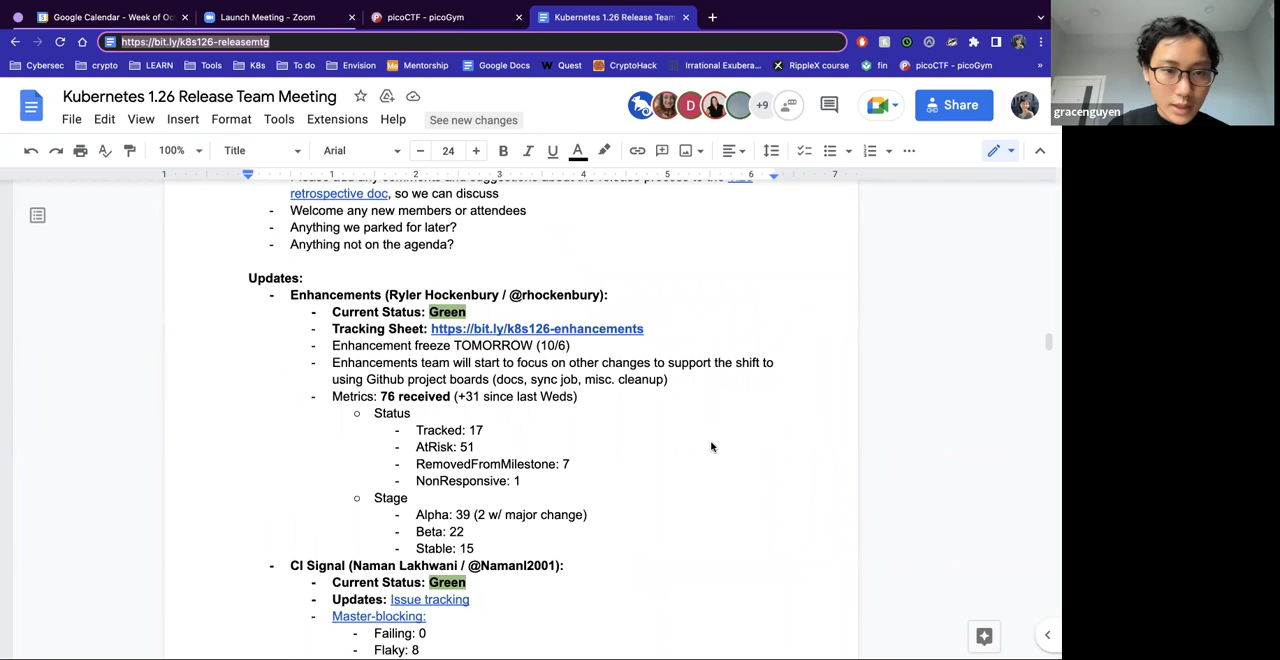 Google Calendar - Week of Oc
Launch Meeting - Zoom
picoCTF - picoGym
Kubernetes 1.26 Release Team
https://bit.ly/k8s126-releasemtg
Cybersec
crypto
LEARN
Tools
K8s
To do
Envision
Mentorship
Google Docs
Quest
CryptoHack
Irrational Exubera...
RippleX course
fin
picoCTF - picoGym
»
gracenguyen
Kubernetes 1.26 Release Team Meeting
D
+9
Share
File Edit View Insert Format Tools Extensions Help
See new changes
100%
Title
Arial
24
B I U A
1 1 2 3 4 5 6 7
retrospective doc, so we can discuss
- Welcome any new members or attendees
- Anything we parked for later?
- Anything not on the agenda?
Updates:
- Enhancements (Ryler Hockenbury / @rhockenbury):
- Current Status: Green
- Tracking Sheet: https://bit.ly/k8s126-enhancements
- Enhancement freeze TOMORROW (10/6)
- Enhancements team will start to focus on other changes to support the shift to
using Github project boards (docs, sync job, misc. cleanup)
- Metrics: 76 received (+31 since last Weds)
○ Status
- Tracked: 17
- AtRisk: 51
- RemovedFromMilestone: 7
- NonResponsive: 1
○ Stage
- Alpha: 39 (2 w/ major change)
- Beta: 22
- Stable: 15
- CI Signal (Naman Lakhwani / @Namanl2001):
- Current Status: Green
- Updates: Issue tracking
- Master-blocking:
- Failing: 0
- Flaky: 8